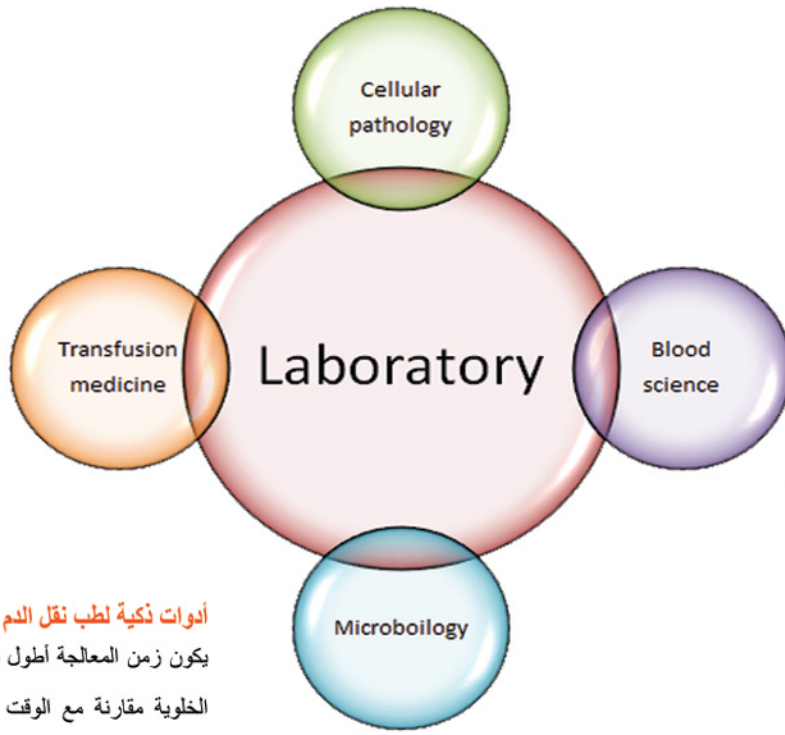 Cellular
pathology
Transfusion
medicine
Laboratory
Blood
science
Microboilogy
أدوات ذكية لطب نقل الدم
يكون زمن المعالجة أطول
الخلوية مقارنة مع الوقت